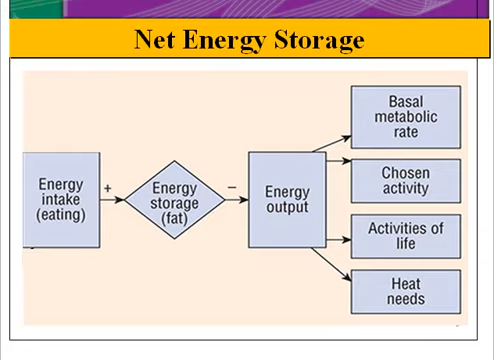 Net Energy Storage
Energy
intake
(eating)
+
Energy
storage
(fat)
–
Energy
output
Basal
metabolic
rate
Chosen
activity
Activities of
life
Heat
needs